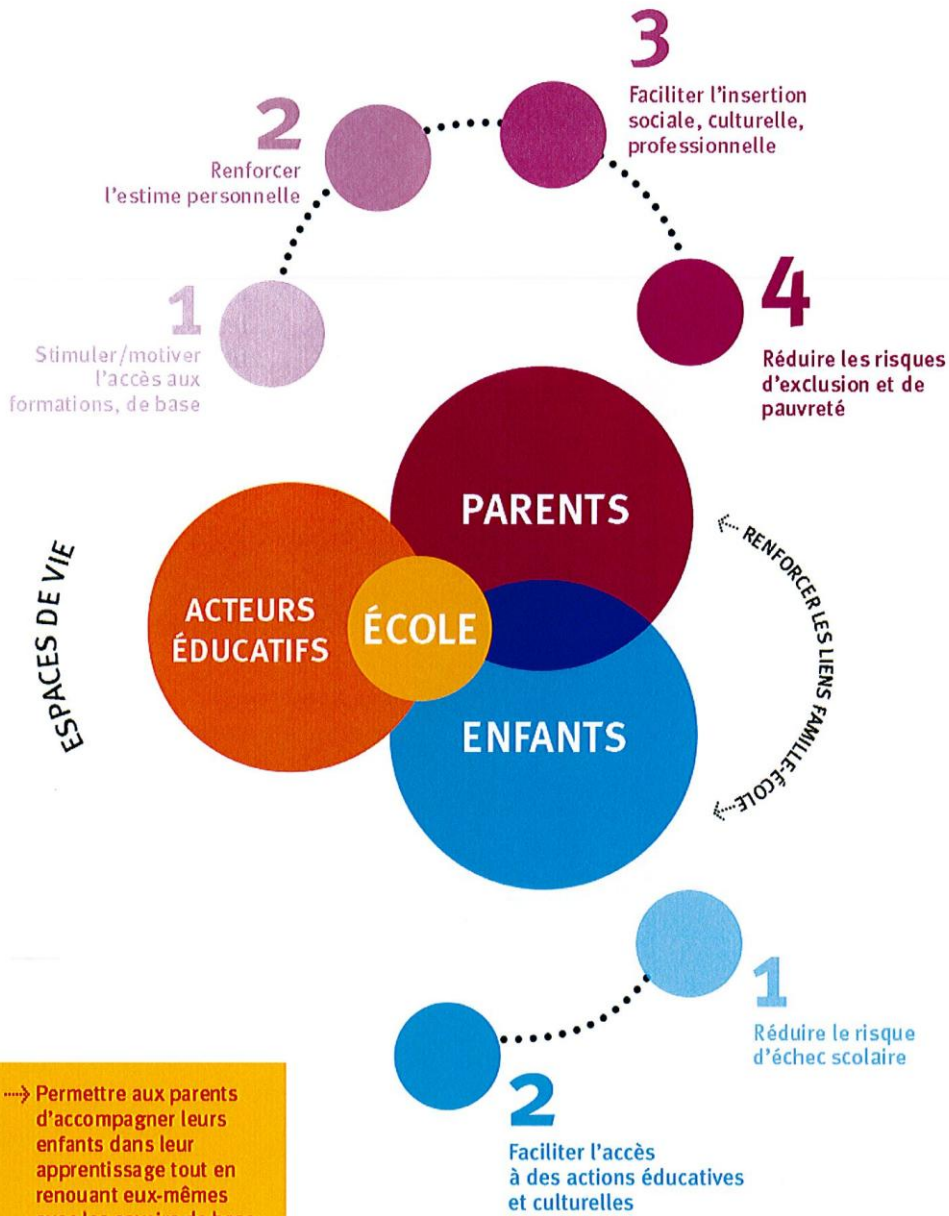 3
Faciliter l'insertion
sociale, culturelle,
professionnelle
2
Renforcer
l'estime personnelle
1
Stimuler/motiver
l'accès aux
formations, de base
4
Réduire les risques
d'exclusion et de
pauvreté
PARENTS
ACTEURS
ÉDUCATIFS
ÉCOLE
ENFANTS
ESPACES DE VIE
RENFORCER LES LIENS FAMILLE-ÉCOLE
1
Réduire le risque
d'échec scolaire
2
Faciliter l'accès
à des actions éducatives
et culturelles
Permettre aux parents
d'accompagner leurs
enfants dans leur
apprentissage tout en
renouant eux-mêmes